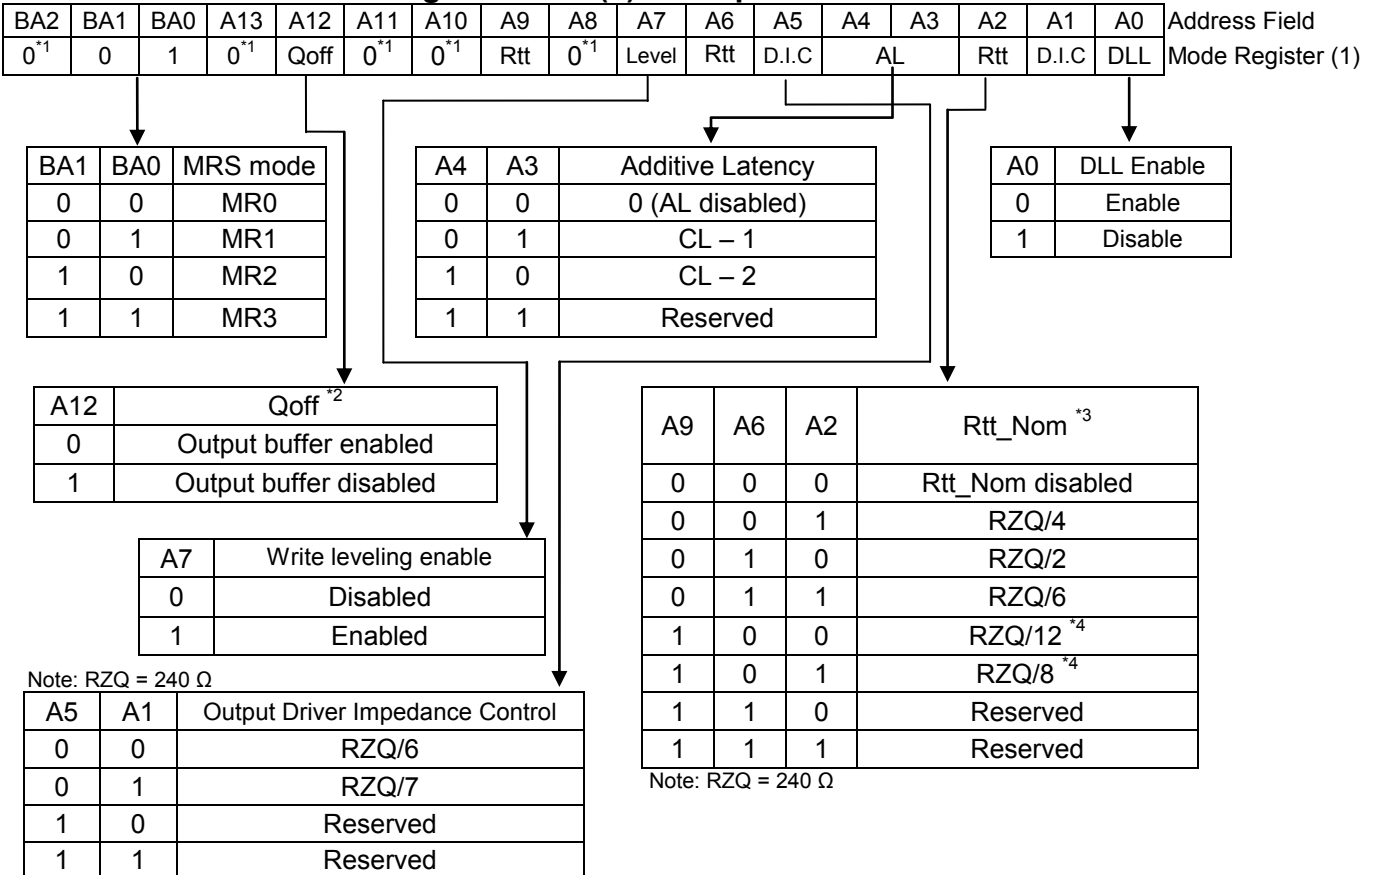 BA2 BA1 BA0 A13 A12 A11 A10 A9 A8 A7 A6 A5 A4 A3 A2 A1 A0 Address Field
0*1 0 1 0*1 Qoff 0*1 0*1 Rtt 0*1 Level Rtt D.I.C AL Rtt D.I.C DLL Mode Register (1)
BA1 BA0 MRS mode
0 0 MR0
0 1 MR1
1 0 MR2
1 1 MR3
A4 A3 Additive Latency
0 0 0 (AL disabled)
0 1 CL – 1
1 0 CL – 2
1 1 Reserved
A0 DLL Enable
0 Enable
1 Disable
A12 Qoff *2
0 Output buffer enabled
1 Output buffer disabled
A7 Write leveling enable
0 Disabled
1 Enabled
Note: RZQ = 240 Ω
A5 A1 Output Driver Impedance Control
0 0 RZQ/6
0 1 RZQ/7
1 0 Reserved
1 1 Reserved
A9 A6 A2 Rtt_Nom *3
0 0 0 Rtt_Nom disabled
0 0 1 RZQ/4
0 1 0 RZQ/2
0 1 1 RZQ/6
1 0 0 RZQ/12 *4
1 0 1 RZQ/8 *4
1 1 0 Reserved
1 1 1 Reserved
Note: RZQ = 240 Ω